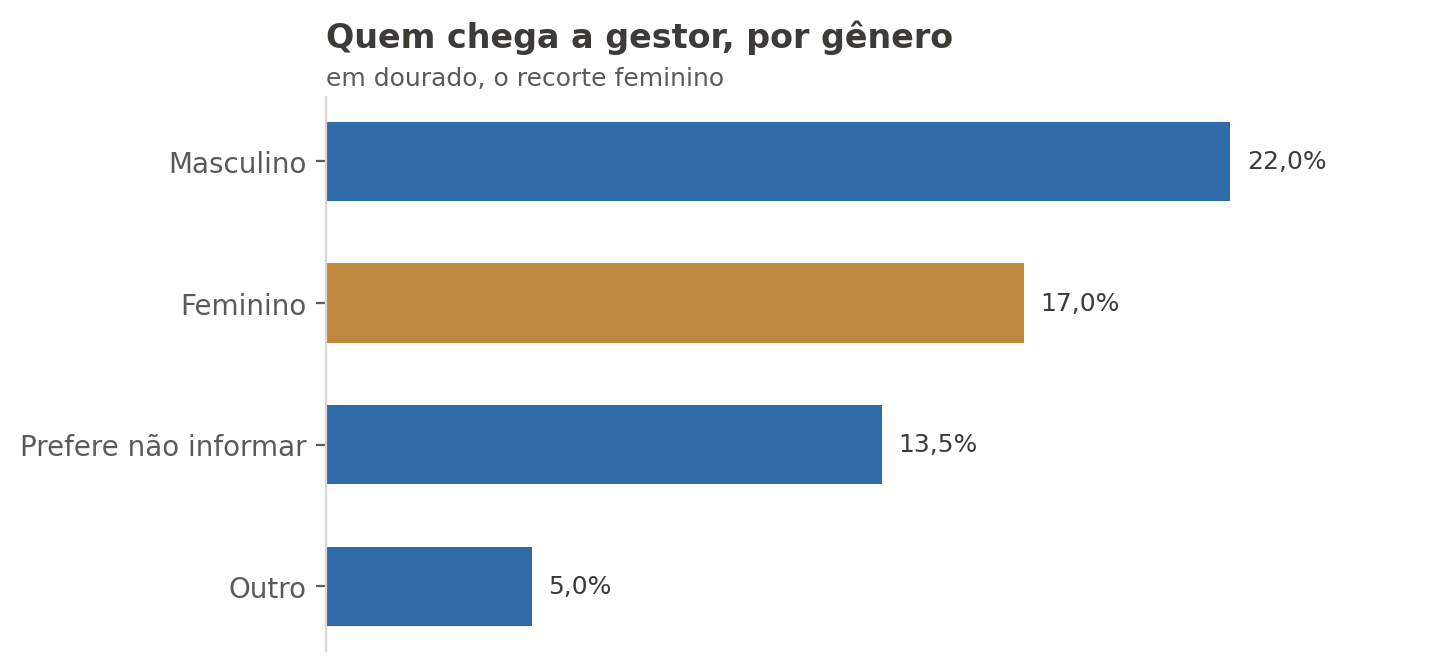 Quem chega a gestor, por gênero
em dourado, o recorte feminino
Masculino 22,0%
Feminino 17,0%
Prefere não informar 13,5%
Outro 5,0%